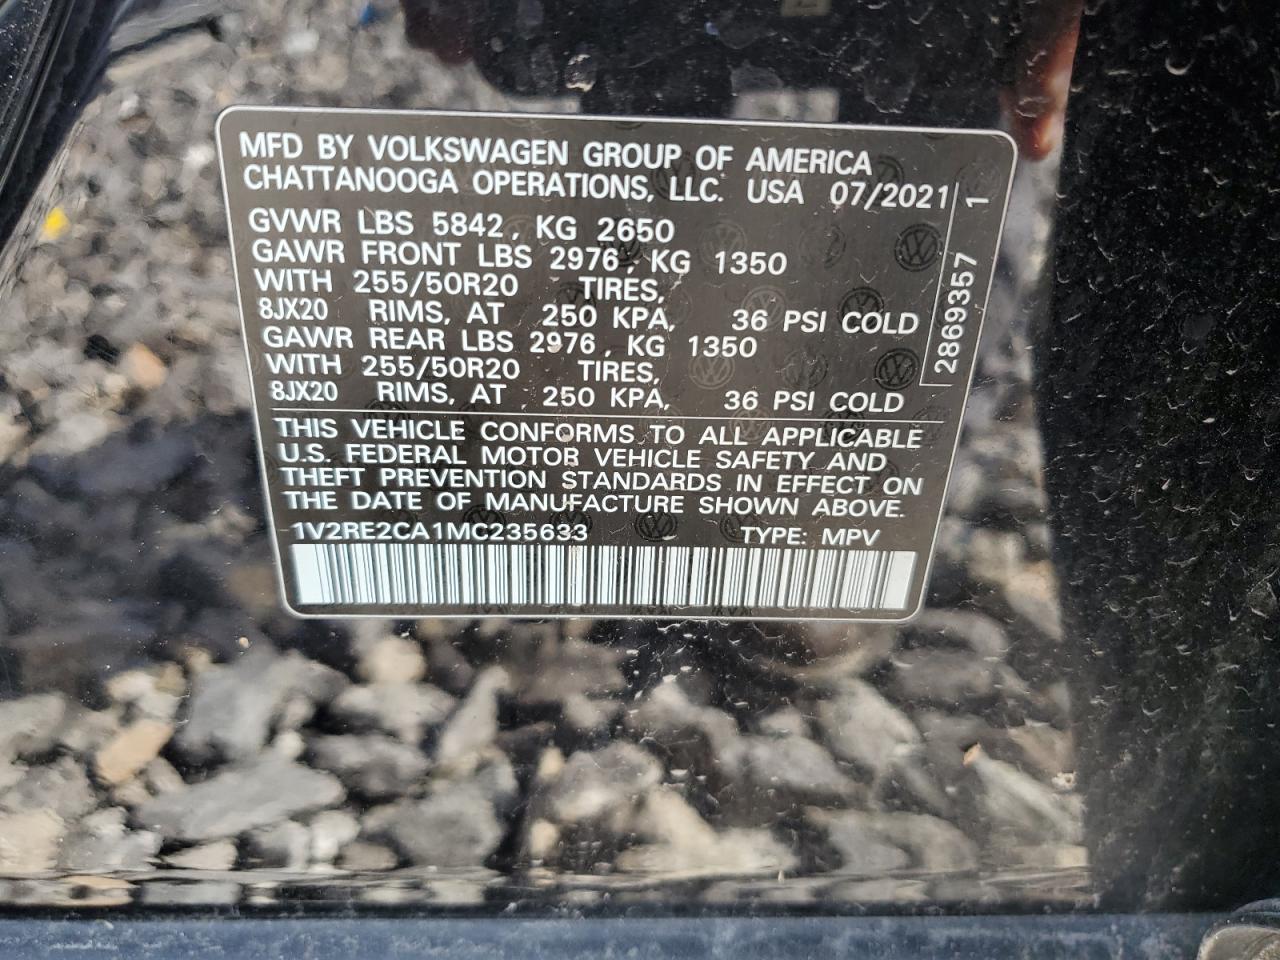 MFD BY VOLKSWAGEN GROUP OF AMERICA
CHATTANOOGA OPERATIONS, LLC. USA 07/2021
GVWR LBS 5842, KG 2650
GAWR FRONT LBS 2976, KG 1350
WITH 255/50R20 TIRES,
8JX20 RIMS, AT 250 KPA, 36 PSI COLD
GAWR REAR LBS 2976, KG 1350
WITH 255/50R20 TIRES,
8JX20 RIMS, AT 250 KPA, 36 PSI COLD
THIS VEHICLE CONFORMS TO ALL APPLICABLE
U.S. FEDERAL MOTOR VEHICLE SAFETY AND
THEFT PREVENTION STANDARDS IN EFFECT ON
THE DATE OF MANUFACTURE SHOWN ABOVE.
1V2RE2CA1MC235633 TYPE: MPV
2869357 1